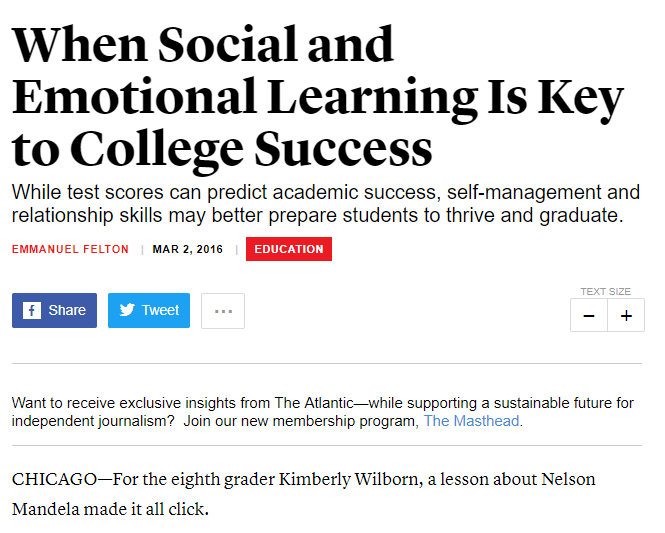 When Social and
Emotional Learning Is Key
to College Success
While test scores can predict academic success, self-management and
relationship skills may better prepare students to thrive and graduate.
EMMANUEL FELTON | MAR 2, 2016 | EDUCATION
Share Tweet ...
TEXT SIZE
− +
Want to receive exclusive insights from The Atlantic—while supporting a sustainable future for
independent journalism?  Join our new membership program, The Masthead.
CHICAGO—For the eighth grader Kimberly Wilborn, a lesson about Nelson
Mandela made it all click.